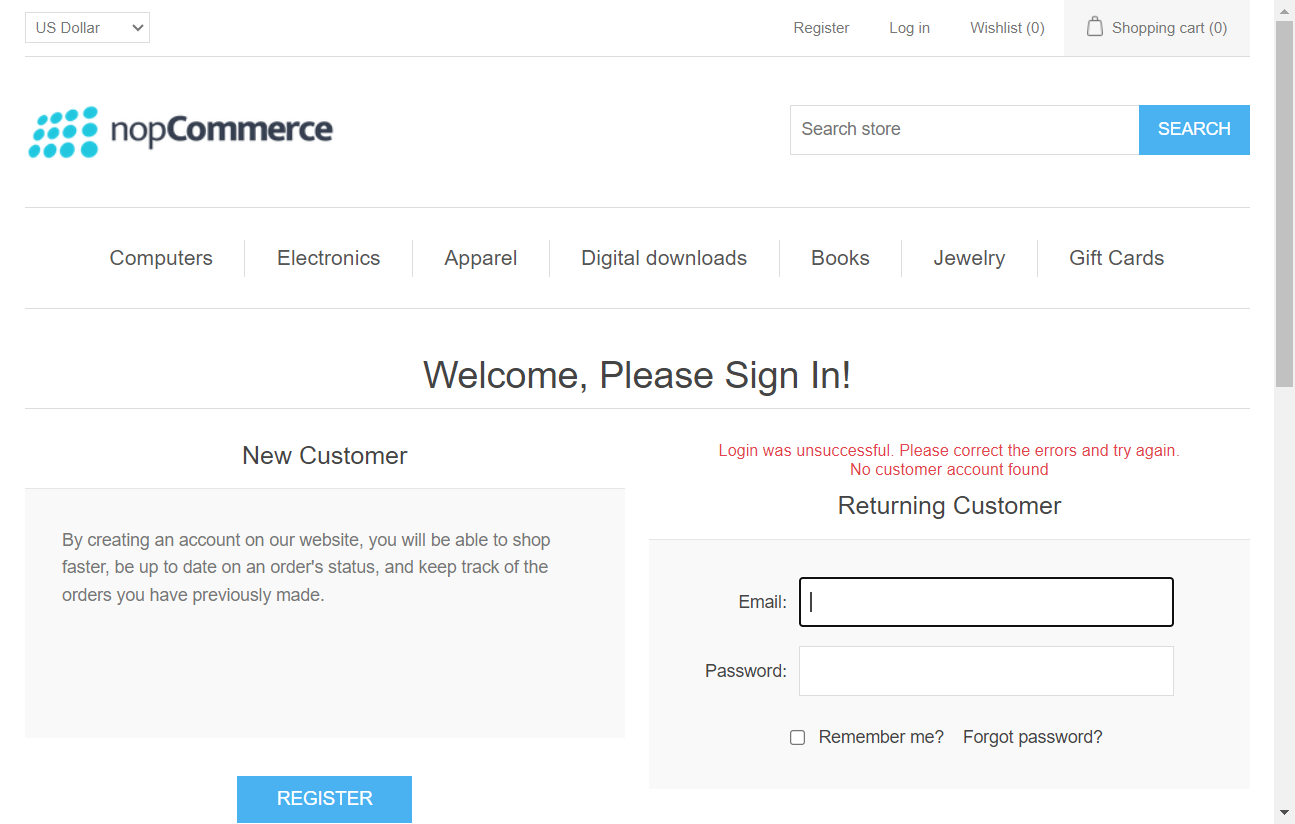 US Dollar
Register
Log in
Wishlist (0)
Shopping cart (0)
nopCommerce
Search store
SEARCH
Computers
Electronics
Apparel
Digital downloads
Books
Jewelry
Gift Cards
Welcome, Please Sign In!
New Customer
By creating an account on our website, you will be able to shop
faster, be up to date on an order's status, and keep track of the
orders you have previously made.
REGISTER
Login was unsuccessful. Please correct the errors and try again.
No customer account found
Returning Customer
Email:
Password:
Remember me?
Forgot password?